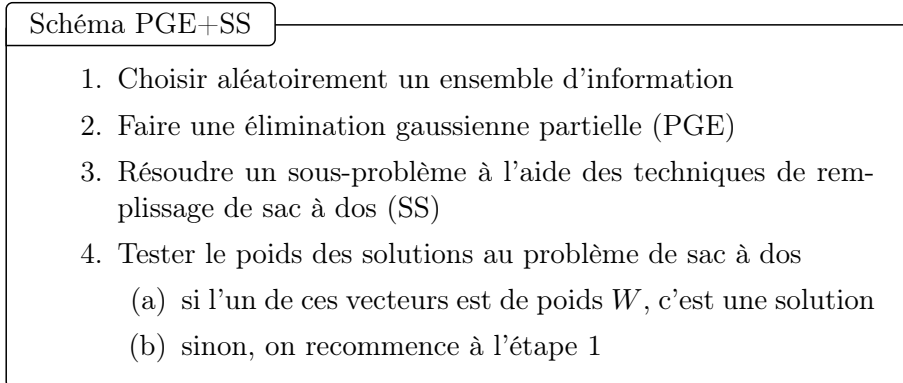 Schéma PGE+SS
1. Choisir aléatoirement un ensemble d'information
2. Faire une élimination gaussienne partielle (PGE)
3. Résoudre un sous-problème à l'aide des techniques de rem-
plissage de sac à dos (SS)
4. Tester le poids des solutions au problème de sac à dos
(a) si l'un de ces vecteurs est de poids W, c'est une solution
(b) sinon, on recommence à l'étape 1